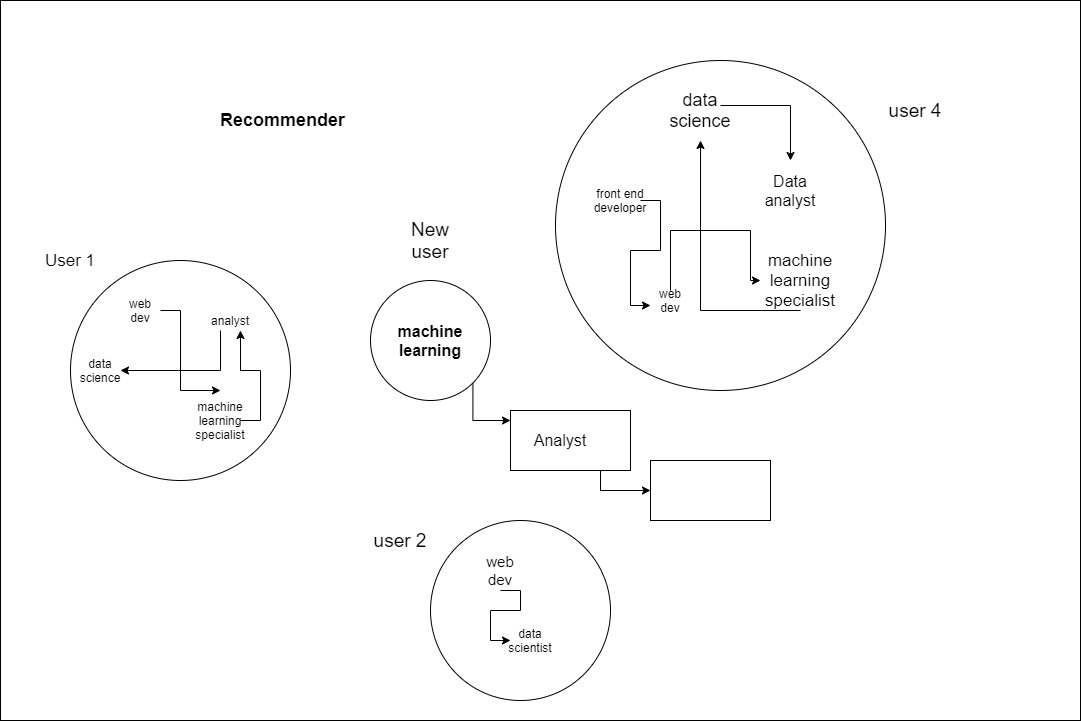 Recommender
user 4
data
science
Data
analyst
front end
developer
web
dev
machine
learning
specialist
User 1
web
dev
analyst
data
science
machine
learning
specialist
New
user
machine
learning
Analyst
user 2
web
dev
data
scientist